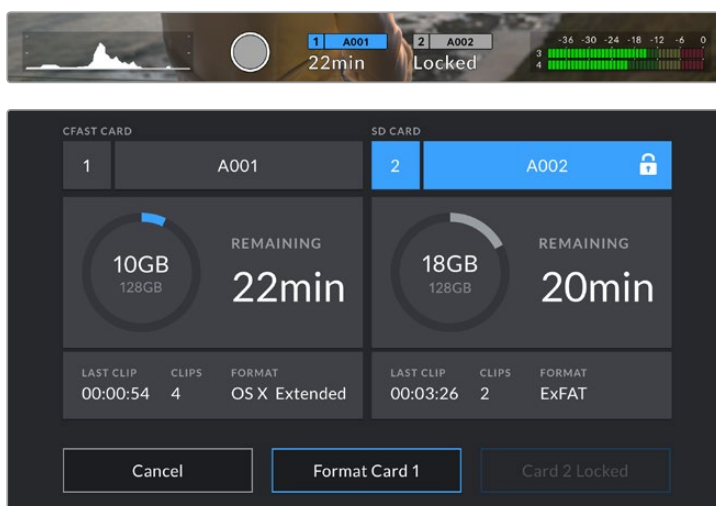 1 A001 2 A002 -36 -30 -24 -18 -12 -6 0
22min Locked 3
4
CFAST CARD SD CARD
1 A001 2 A002
10GB REMAINING 18GB REMAINING
128GB 22min 128GB 20min
LAST CLIP CLIPS FORMAT LAST CLIP CLIPS FORMAT
00:00:54 4 OS X Extended 00:03:26 2 ExFAT
Cancel Format Card 1 Card 2 Locked